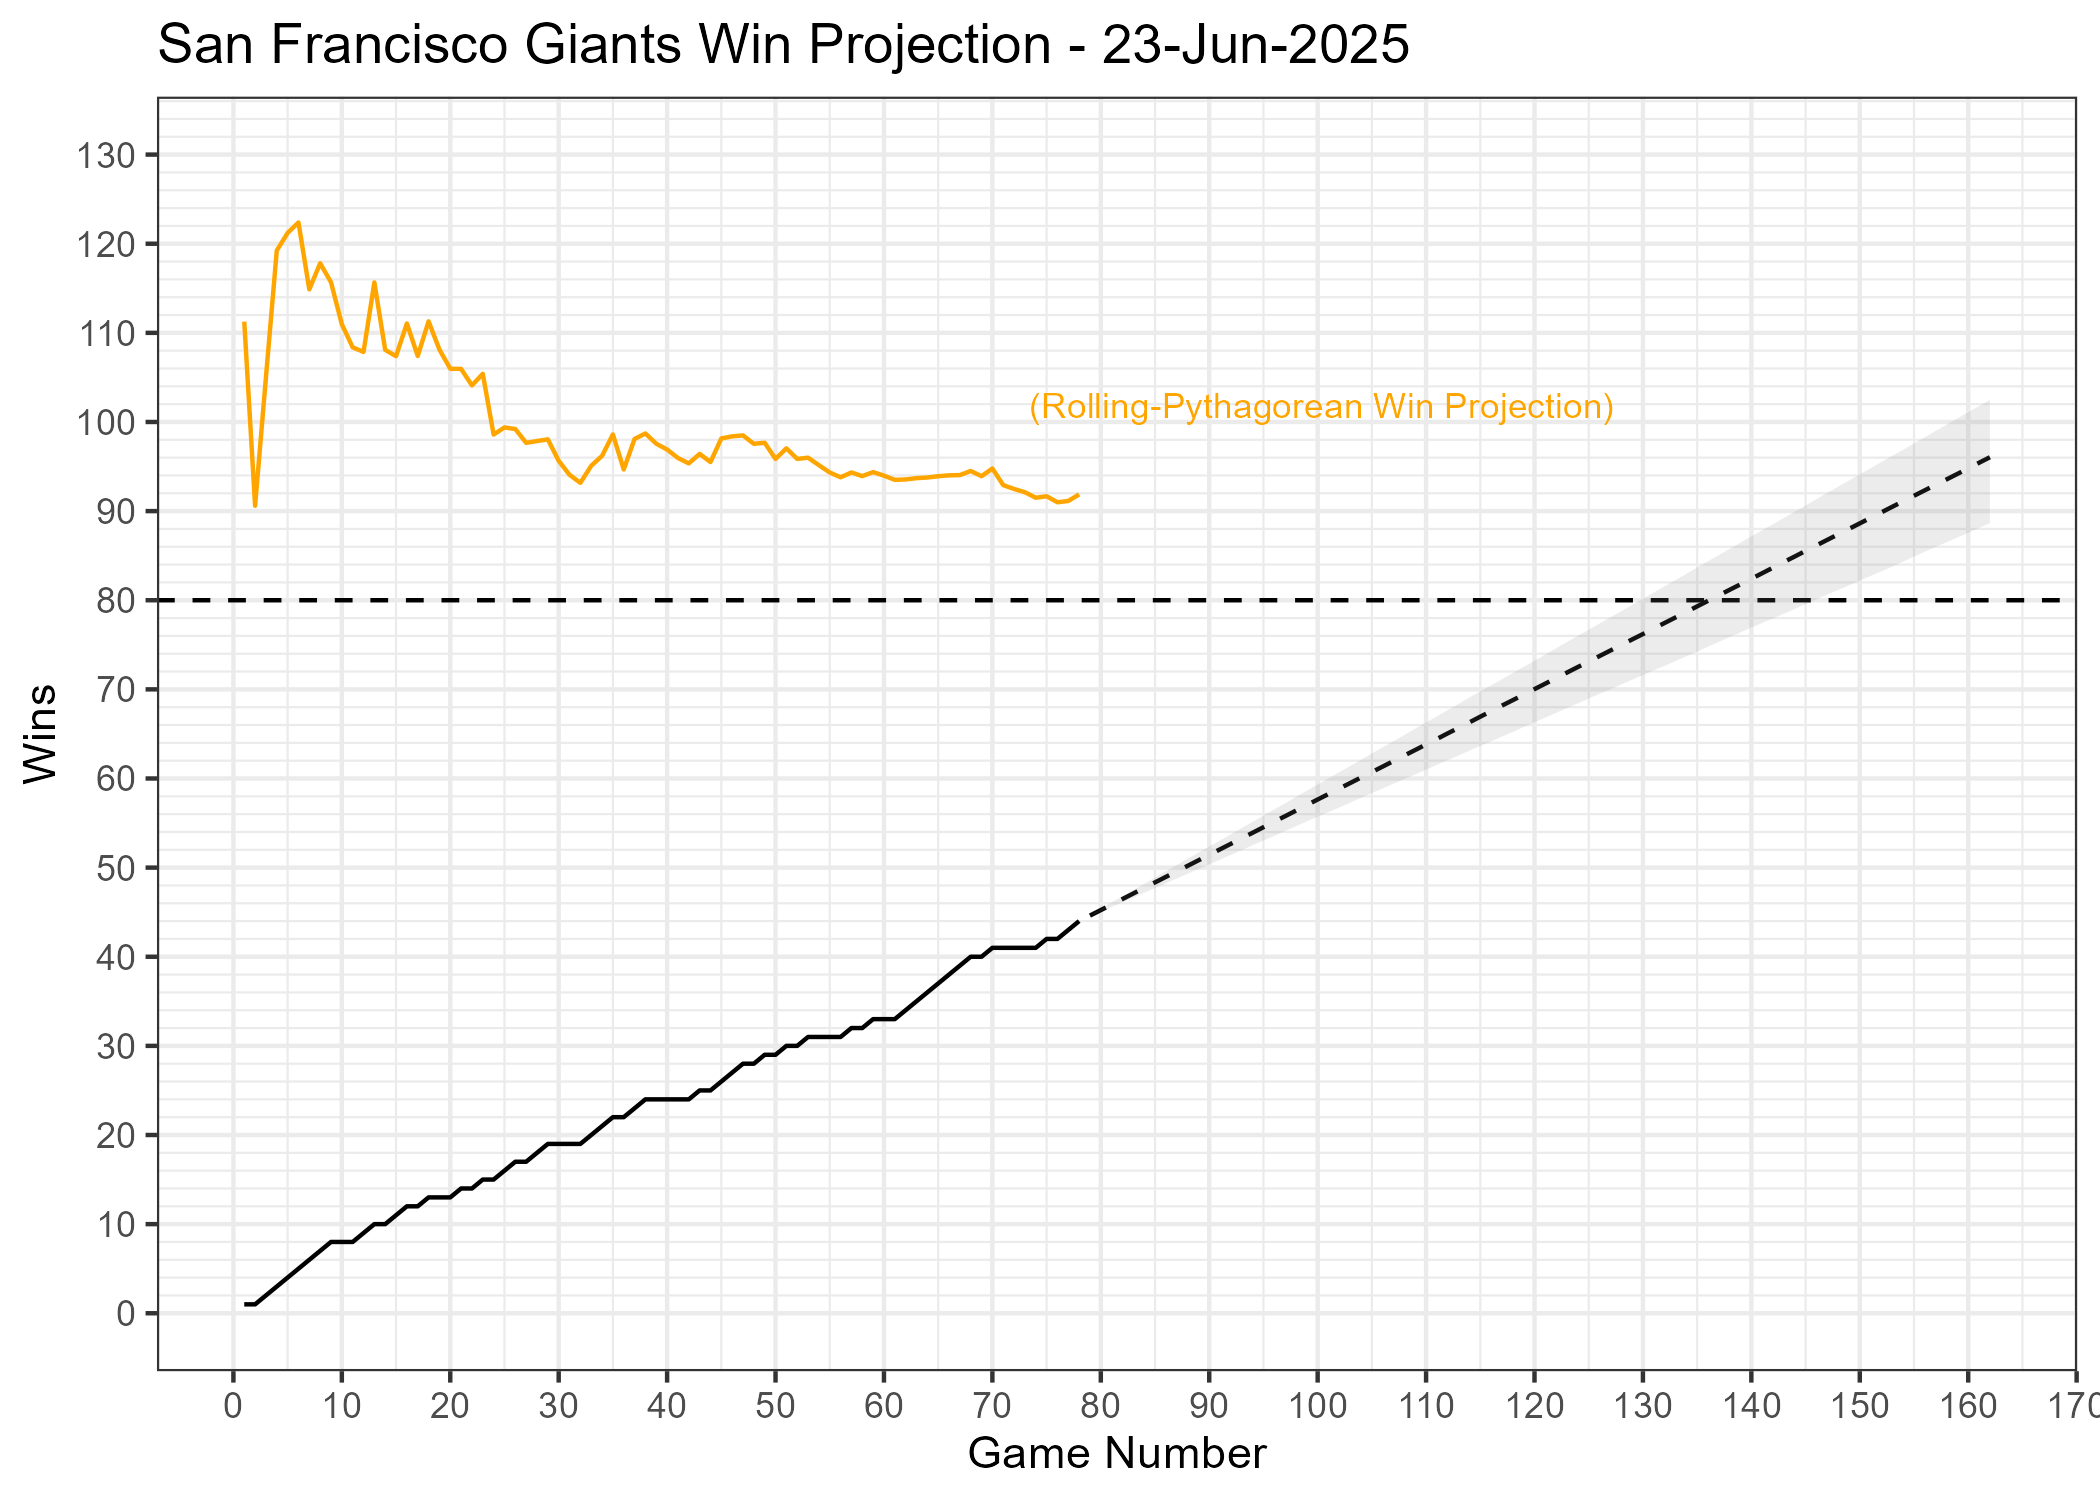 San Francisco Giants Win Projection - 23-Jun-2025
130
120
110
100
90
80
70
60
50
40
30
20
10
0
Wins
(Rolling-Pythagorean Win Projection)
0 10 20 30 40 50 60 70 80 90 100 110 120 130 140 150 160 170
Game Number